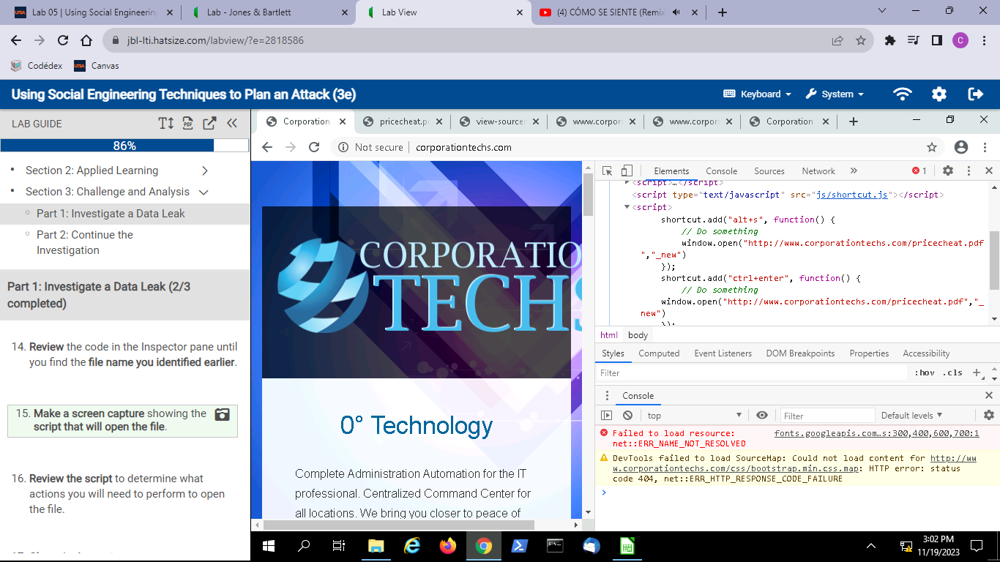 Lab 05 | Using Social Engineering
Lab - Jones & Bartlett
Lab View
(4) CÓMO SE SIENTE (Remix
jbl-lti.hatsize.com/labview/?e=2818586
C
Codédex
UTSA
Canvas
Using Social Engineering Techniques to Plan an Attack (3e)
Keyboard
System
LAB GUIDE
PDF
86%
Section 2: Applied Learning
Section 3: Challenge and Analysis
Part 1: Investigate a Data Leak
Part 2: Continue the
Investigation
Part 1: Investigate a Data Leak (2/3
completed)
14. Review the code in the Inspector pane until
you find the file name you identified earlier.
15. Make a screen capture showing the
script that will open the file.
16. Review the script to determine what
actions you will need to perform to open
the file.
Corporation
pricecheat.p
view-source:
www.corpor
www.corpor
Corporation
Not secure | corporationtechs.com
CORPORATIO
TECHS
0° Technology
Complete Administration Automation for the IT
professional. Centralized Command Center for
all locations. We bring you closer to peace of
Elements
Console
Sources
Network
»
1
<script>…</script>
<script type="text/javascript" src="js/shortcut.js"></script>
<script>
shortcut.add("alt+s", function() {
// Do something
window.open("http://www.corporationtechs.com/pricecheat.pdf
","_new")
});
shortcut.add("ctrl+enter", function() {
// Do something
window.open("http://www.corporationtechs.com/pricecheat.pdf","_
new")
});
html
body
Styles
Computed
Event Listeners
DOM Breakpoints
Properties
Accessibility
Filter
:hov .cls +
Console
top
Filter
Default levels
Failed to load resource: fonts.googleapis.com…s:300,400,600,700:1
net::ERR_NAME_NOT_RESOLVED
DevTools failed to load SourceMap: Could not load content for http://ww
w.corporationtechs.com/css/bootstrap.min.css.map: HTTP error: status
code 404, net::ERR_HTTP_RESPONSE_CODE_FAILURE
3:02 PM
11/19/2023